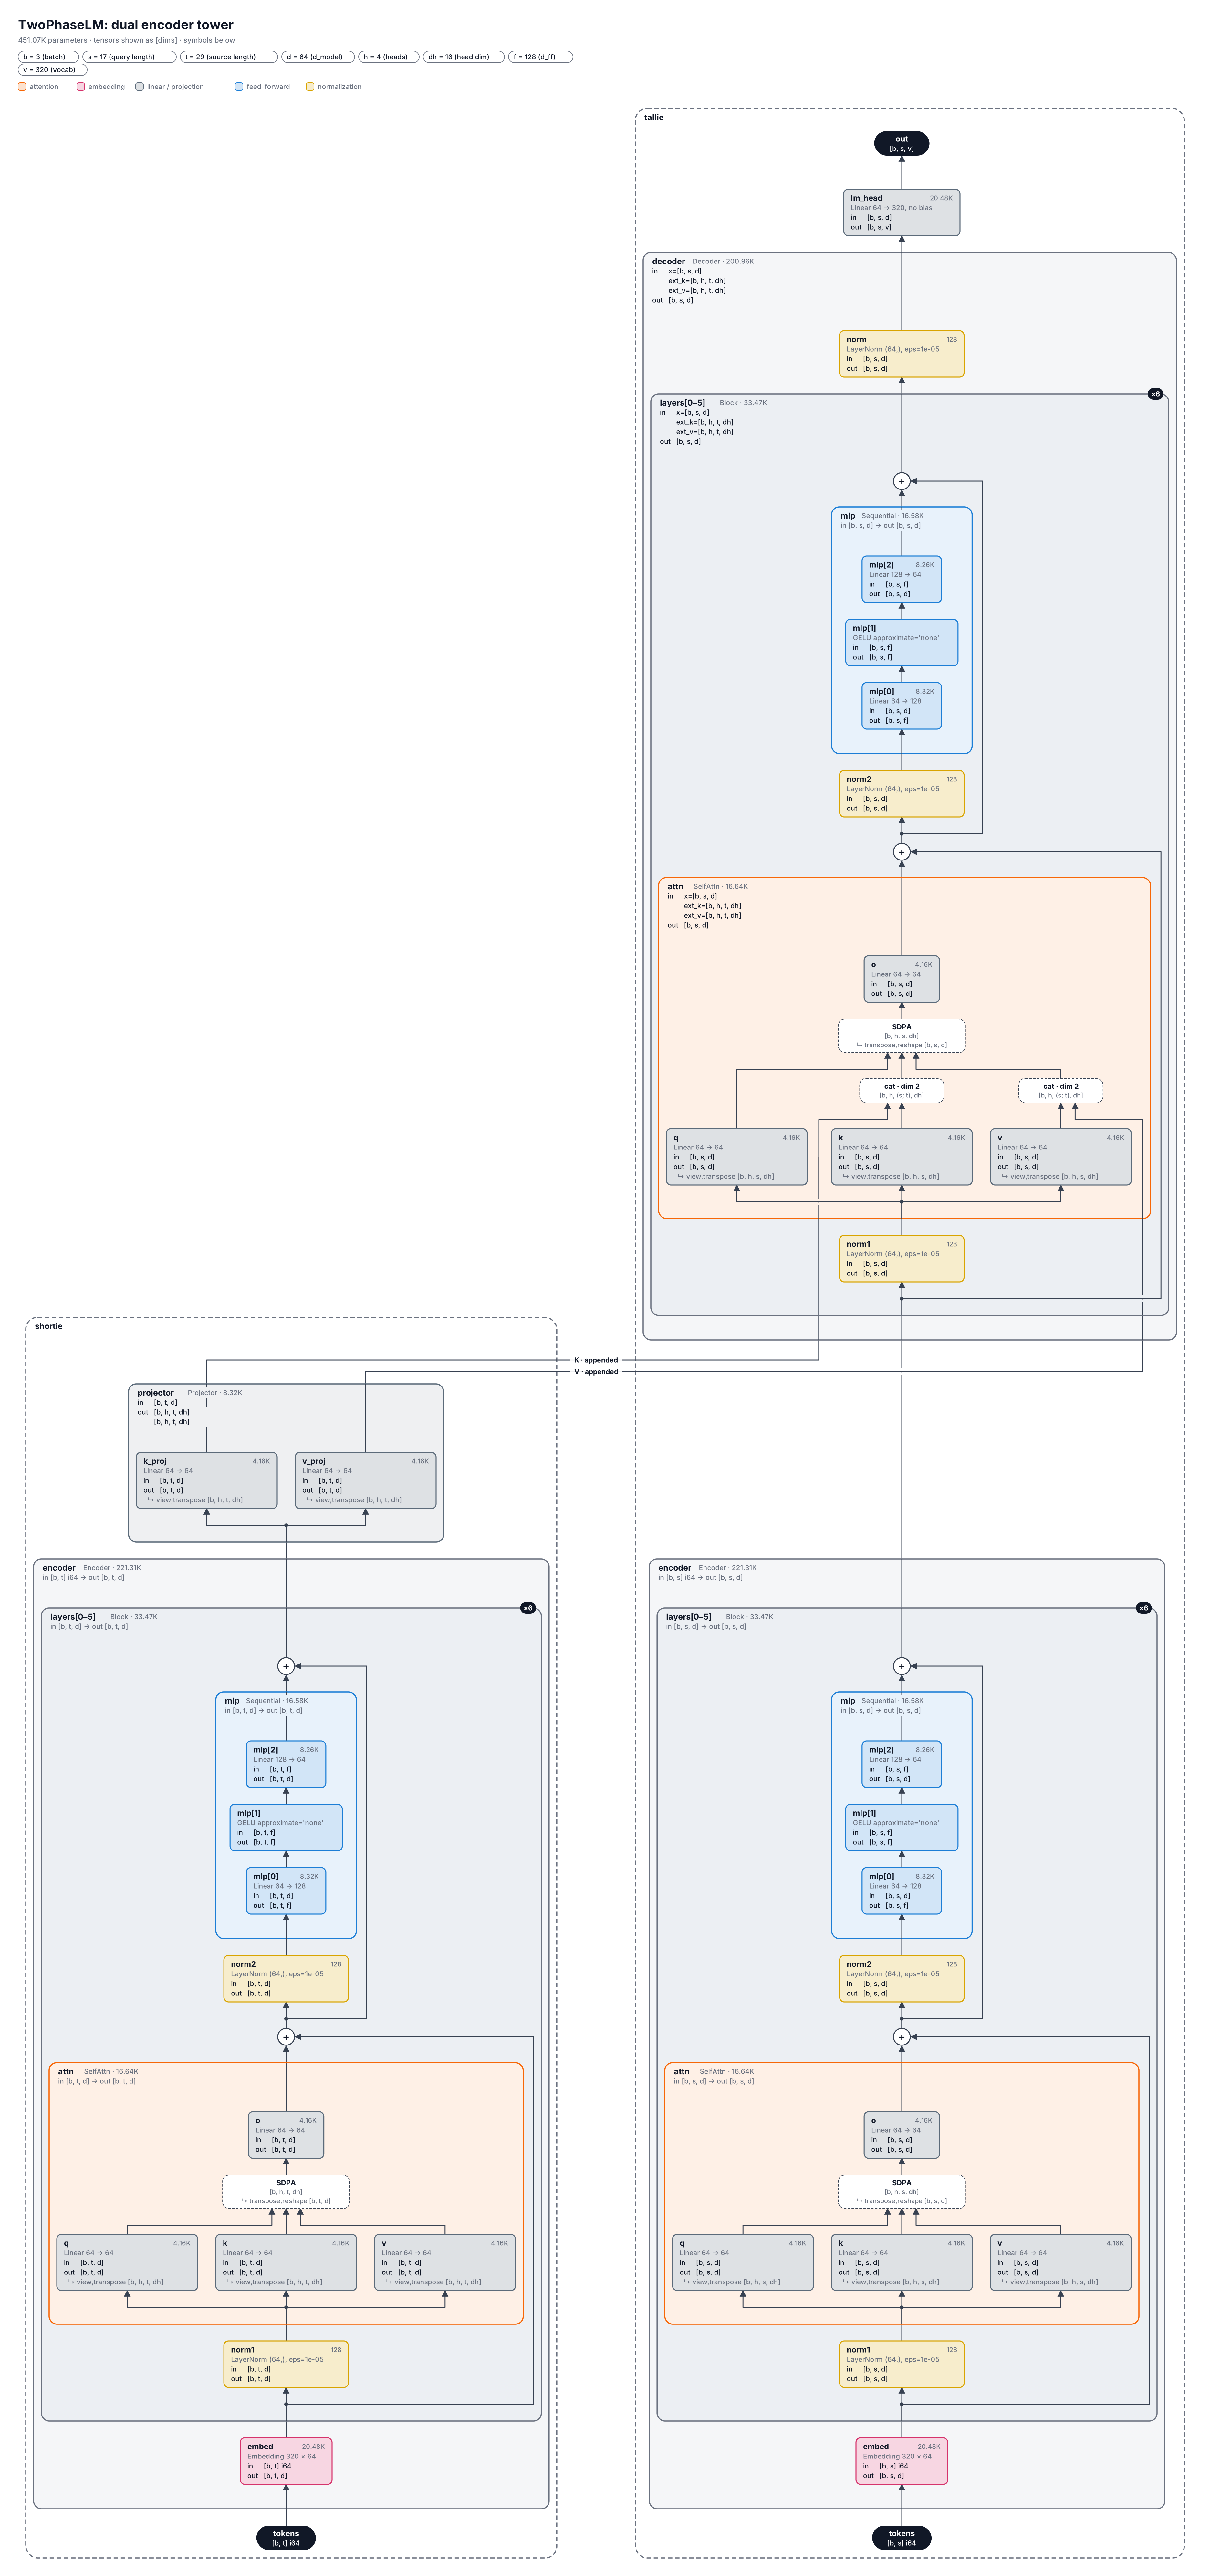 TwoPhaseLM: dual encoder tower
451.07K parameters · tensors shown as [dims] · symbols below
b = 3 (batch) s = 17 (query length) t = 29 (source length) d = 64 (d_model) h = 4 (heads) dh = 16 (head dim) f = 128 (d_ff)
v = 320 (vocab)
attention embedding linear / projection feed-forward normalization
tallie
out
[b, s, v]
lm_head 20.48K
Linear 64 → 320, no bias
in [b, s, d]
out [b, s, v]
decoder Decoder · 200.96K
in x=[b, s, d]
ext_k=[b, h, t, dh]
ext_v=[b, h, t, dh]
out [b, s, d]
norm 128
LayerNorm (64,), eps=1e-05
in [b, s, d]
out [b, s, d]
layers[0–5] Block · 33.47K
×6
in x=[b, s, d]
ext_k=[b, h, t, dh]
ext_v=[b, h, t, dh]
out [b, s, d]
+
mlp Sequential · 16.58K
in [b, s, d] → out [b, s, d]
mlp[2] 8.26K
Linear 128 → 64
in [b, s, f]
out [b, s, d]
mlp[1]
GELU approximate='none'
in [b, s, f]
out [b, s, f]
mlp[0] 8.32K
Linear 64 → 128
in [b, s, d]
out [b, s, f]
norm2 128
LayerNorm (64,), eps=1e-05
in [b, s, d]
out [b, s, d]
+
attn SelfAttn · 16.64K
in x=[b, s, d]
ext_k=[b, h, t, dh]
ext_v=[b, h, t, dh]
out [b, s, d]
o 4.16K
Linear 64 → 64
in [b, s, d]
out [b, s, d]
SDPA
[b, h, s, dh]
↳ transpose,reshape [b, s, d]
cat · dim 2
[b, h, (s; t), dh]
cat · dim 2
[b, h, (s; t), dh]
q 4.16K
Linear 64 → 64
in [b, s, d]
out [b, s, d]
↳ view,transpose [b, h, s, dh]
k 4.16K
Linear 64 → 64
in [b, s, d]
out [b, s, d]
↳ view,transpose [b, h, s, dh]
v 4.16K
Linear 64 → 64
in [b, s, d]
out [b, s, d]
↳ view,transpose [b, h, s, dh]
norm1 128
LayerNorm (64,), eps=1e-05
in [b, s, d]
out [b, s, d]
shortie
K · appended
V · appended
projector Projector · 8.32K
in [b, t, d]
out [b, h, t, dh]
[b, h, t, dh]
k_proj 4.16K
Linear 64 → 64
in [b, t, d]
out [b, t, d]
↳ view,transpose [b, h, t, dh]
v_proj 4.16K
Linear 64 → 64
in [b, t, d]
out [b, t, d]
↳ view,transpose [b, h, t, dh]
encoder Encoder · 221.31K
in [b, t] i64 → out [b, t, d]
layers[0–5] Block · 33.47K
×6
in [b, t, d] → out [b, t, d]
+
mlp Sequential · 16.58K
in [b, t, d] → out [b, t, d]
mlp[2] 8.26K
Linear 128 → 64
in [b, t, f]
out [b, t, d]
mlp[1]
GELU approximate='none'
in [b, t, f]
out [b, t, f]
mlp[0] 8.32K
Linear 64 → 128
in [b, t, d]
out [b, t, f]
norm2 128
LayerNorm (64,), eps=1e-05
in [b, t, d]
out [b, t, d]
+
attn SelfAttn · 16.64K
in [b, t, d] → out [b, t, d]
o 4.16K
Linear 64 → 64
in [b, t, d]
out [b, t, d]
SDPA
[b, h, t, dh]
↳ transpose,reshape [b, t, d]
q 4.16K
Linear 64 → 64
in [b, t, d]
out [b, t, d]
↳ view,transpose [b, h, t, dh]
k 4.16K
Linear 64 → 64
in [b, t, d]
out [b, t, d]
↳ view,transpose [b, h, t, dh]
v 4.16K
Linear 64 → 64
in [b, t, d]
out [b, t, d]
↳ view,transpose [b, h, t, dh]
norm1 128
LayerNorm (64,), eps=1e-05
in [b, t, d]
out [b, t, d]
embed 20.48K
Embedding 320 × 64
in [b, t] i64
out [b, t, d]
tokens
[b, t] i64
encoder Encoder · 221.31K
in [b, s] i64 → out [b, s, d]
layers[0–5] Block · 33.47K
×6
in [b, s, d] → out [b, s, d]
+
mlp Sequential · 16.58K
in [b, s, d] → out [b, s, d]
mlp[2] 8.26K
Linear 128 → 64
in [b, s, f]
out [b, s, d]
mlp[1]
GELU approximate='none'
in [b, s, f]
out [b, s, f]
mlp[0] 8.32K
Linear 64 → 128
in [b, s, d]
out [b, s, f]
norm2 128
LayerNorm (64,), eps=1e-05
in [b, s, d]
out [b, s, d]
+
attn SelfAttn · 16.64K
in [b, s, d] → out [b, s, d]
o 4.16K
Linear 64 → 64
in [b, s, d]
out [b, s, d]
SDPA
[b, h, s, dh]
↳ transpose,reshape [b, s, d]
q 4.16K
Linear 64 → 64
in [b, s, d]
out [b, s, d]
↳ view,transpose [b, h, s, dh]
k 4.16K
Linear 64 → 64
in [b, s, d]
out [b, s, d]
↳ view,transpose [b, h, s, dh]
v 4.16K
Linear 64 → 64
in [b, s, d]
out [b, s, d]
↳ view,transpose [b, h, s, dh]
norm1 128
LayerNorm (64,), eps=1e-05
in [b, s, d]
out [b, s, d]
embed 20.48K
Embedding 320 × 64
in [b, s] i64
out [b, s, d]
tokens
[b, s] i64